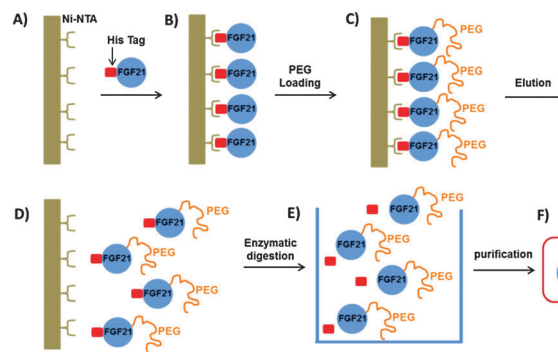 A)
Ni-NTA
His Tag
FGF21
B)
FGF21
FGF21
FGF21
FGF21
PEG
Loading
C)
FGF21
PEG
FGF21
PEG
FGF21
PEG
FGF21
PEG
Elution
D)
FGF21
PEG
FGF21
PEG
FGF21
PEG
FGF21
PEG
Enzymatic
digestion
E)
FGF21
PEG
FGF21
PEG
FGF21
PEG
FGF21
PEG
purification
F)